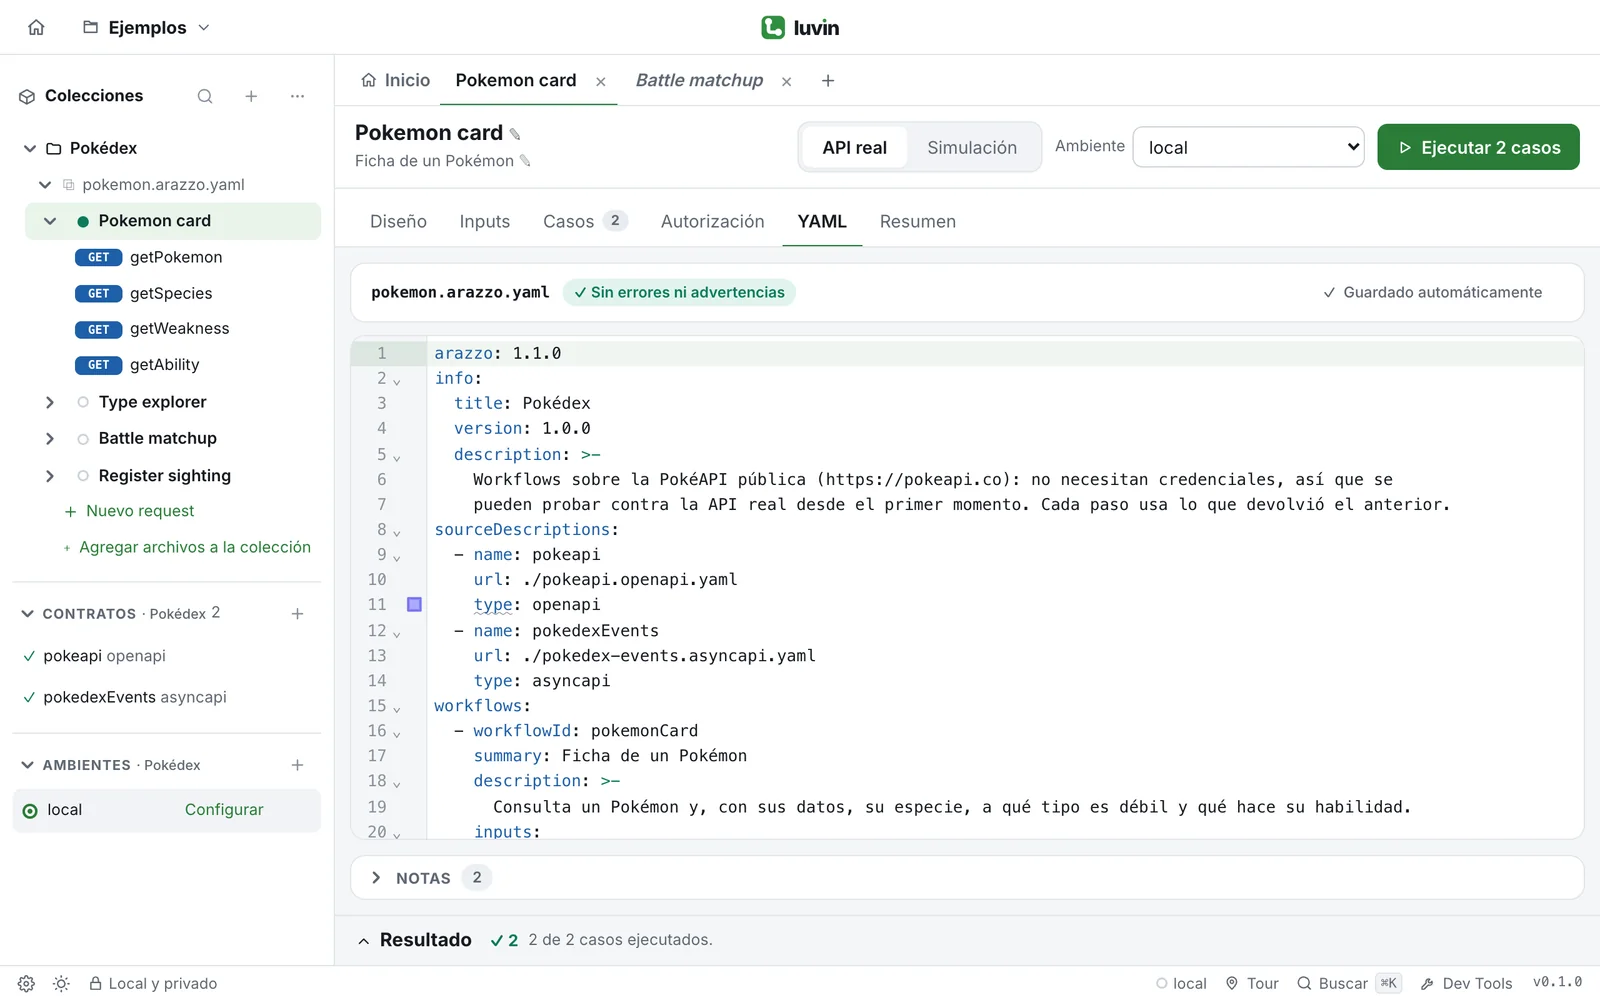 Ejemplos
luvin
Colecciones
Pokédex
pokemon.arazzo.yaml
Pokemon card
GET getPokemon
GET getSpecies
GET getWeakness
GET getAbility
Type explorer
Battle matchup
Register sighting
+ Nuevo request
+ Agregar archivos a la colección
CONTRATOS · Pokédex 2
pokeapi openapi
pokedexEvents asyncapi
AMBIENTES · Pokédex
local Configurar
Inicio Pokemon card × Battle matchup × +
Pokemon card
Ficha de un Pokémon
API real Simulación Ambiente local Ejecutar 2 casos
Diseño Inputs Casos 2 Autorización YAML Resumen
pokemon.arazzo.yaml ✓ Sin errores ni advertencias ✓ Guardado automáticamente
1 arazzo: 1.1.0
2 info:
3 title: Pokédex
4 version: 1.0.0
5 description: >-
6 Workflows sobre la PokéAPI pública (https://pokeapi.co): no necesitan credenciales, así que se
7 pueden probar contra la API real desde el primer momento. Cada paso usa lo que devolvió el anterior.
8 sourceDescriptions:
9 - name: pokeapi
10 url: ./pokeapi.openapi.yaml
11 type: openapi
12 - name: pokedexEvents
13 url: ./pokedex-events.asyncapi.yaml
14 type: asyncapi
15 workflows:
16 - workflowId: pokemonCard
17 summary: Ficha de un Pokémon
18 description: >-
19 Consulta un Pokémon y, con sus datos, su especie, a qué tipo es débil y qué hace su habilidad.
20 inputs:
NOTAS 2
Resultado ✓ 2 2 de 2 casos ejecutados.
Local y privado
local Tour Buscar ⌘K Dev Tools v0.1.0